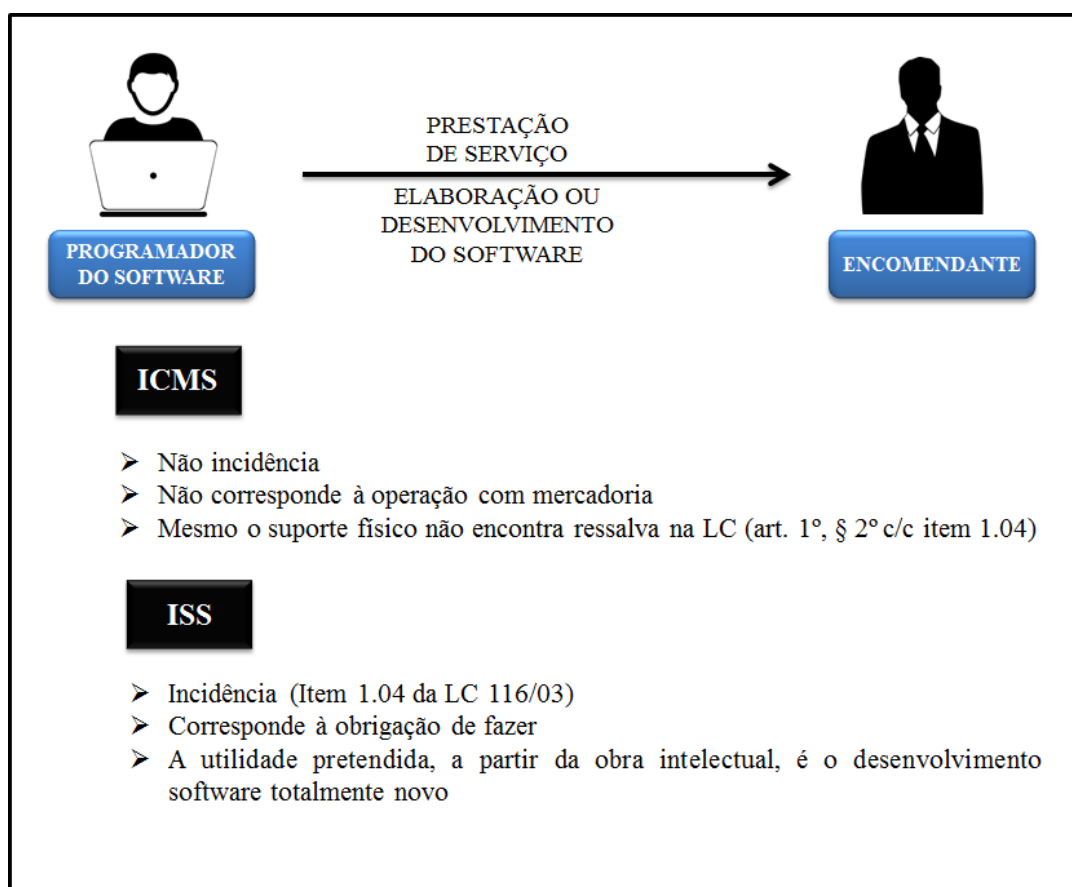 PRESTAÇÃO
DE SERVIÇO
ELABORAÇÃO OU
DESENVOLVIMENTO
DO SOFTWARE
PROGRAMADOR
DO SOFTWARE
ENCOMENDANTE
ICMS
➢ Não incidência
➢ Não corresponde à operação com mercadoria
➢ Mesmo o suporte físico não encontra ressalva na LC (art. 1º, § 2º c/c item 1.04)
ISS
➢ Incidência (Item 1.04 da LC 116/03)
➢ Corresponde à obrigação de fazer
➢ A utilidade pretendida, a partir da obra intelectual, é o desenvolvimento
software totalmente novo